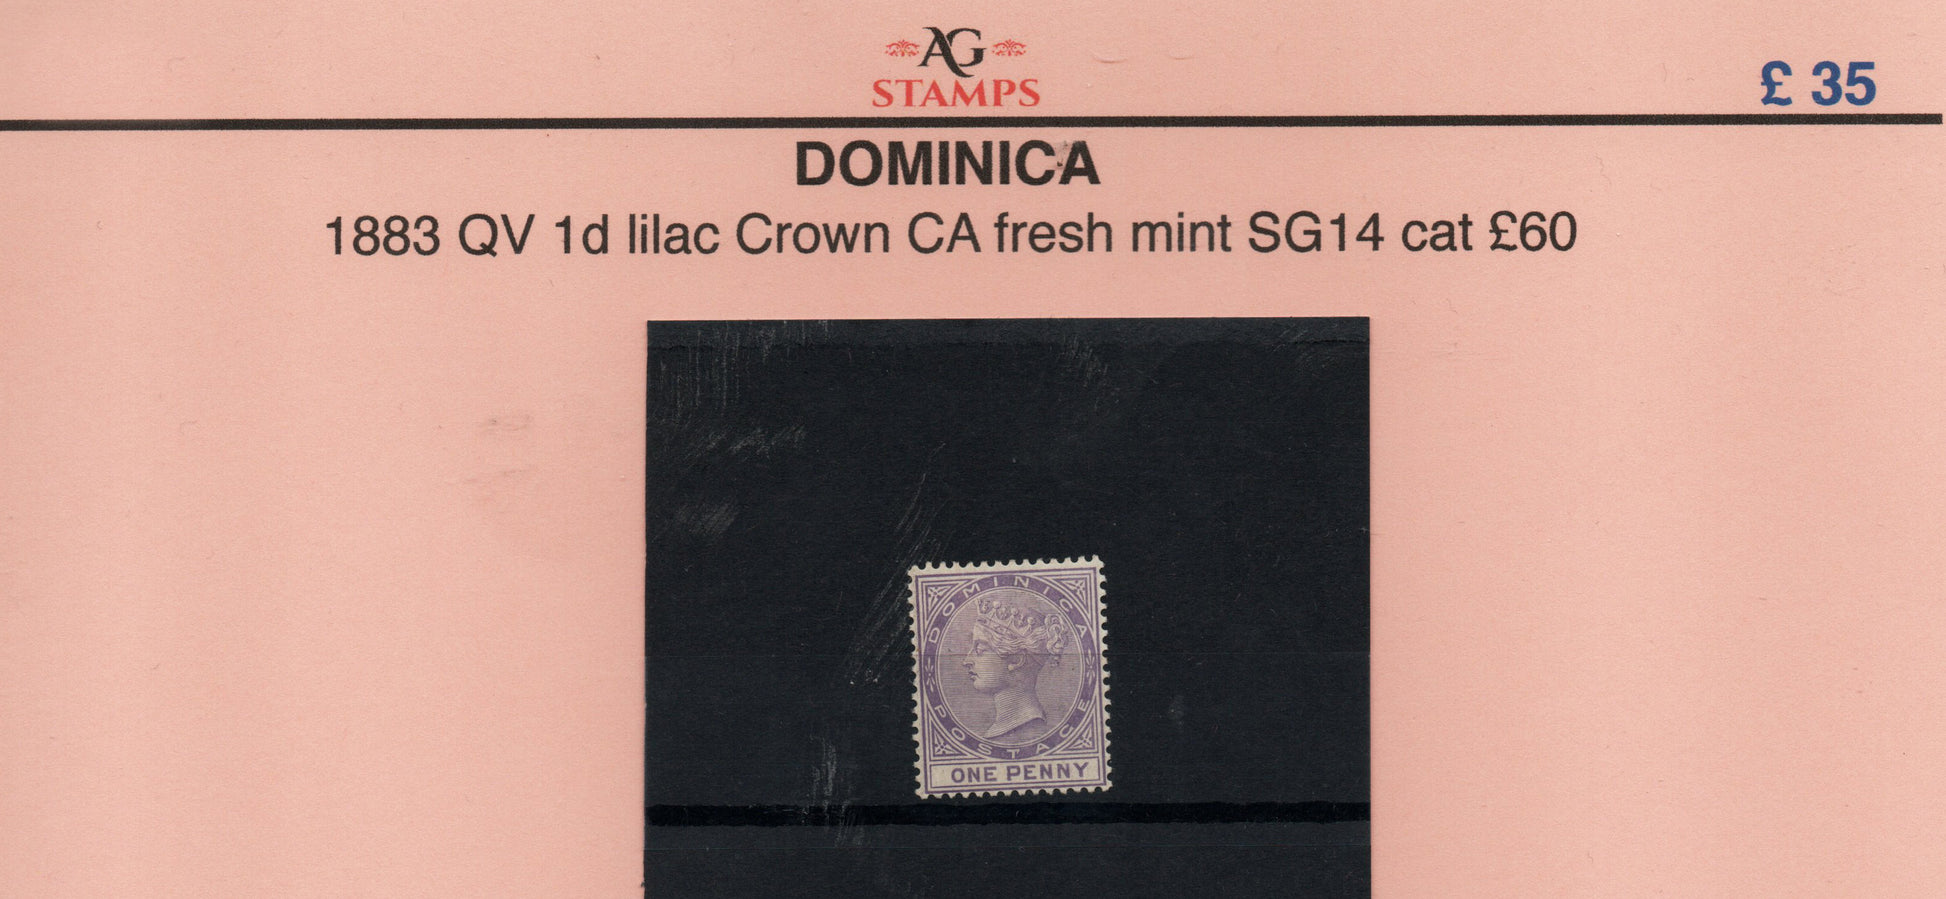 AG
STAMPS
£ 35
DOMINICA
1883 QV 1d lilac Crown CA fresh mint SG14 cat £60
DOMINICA
POSTAGE
ONE PENNY